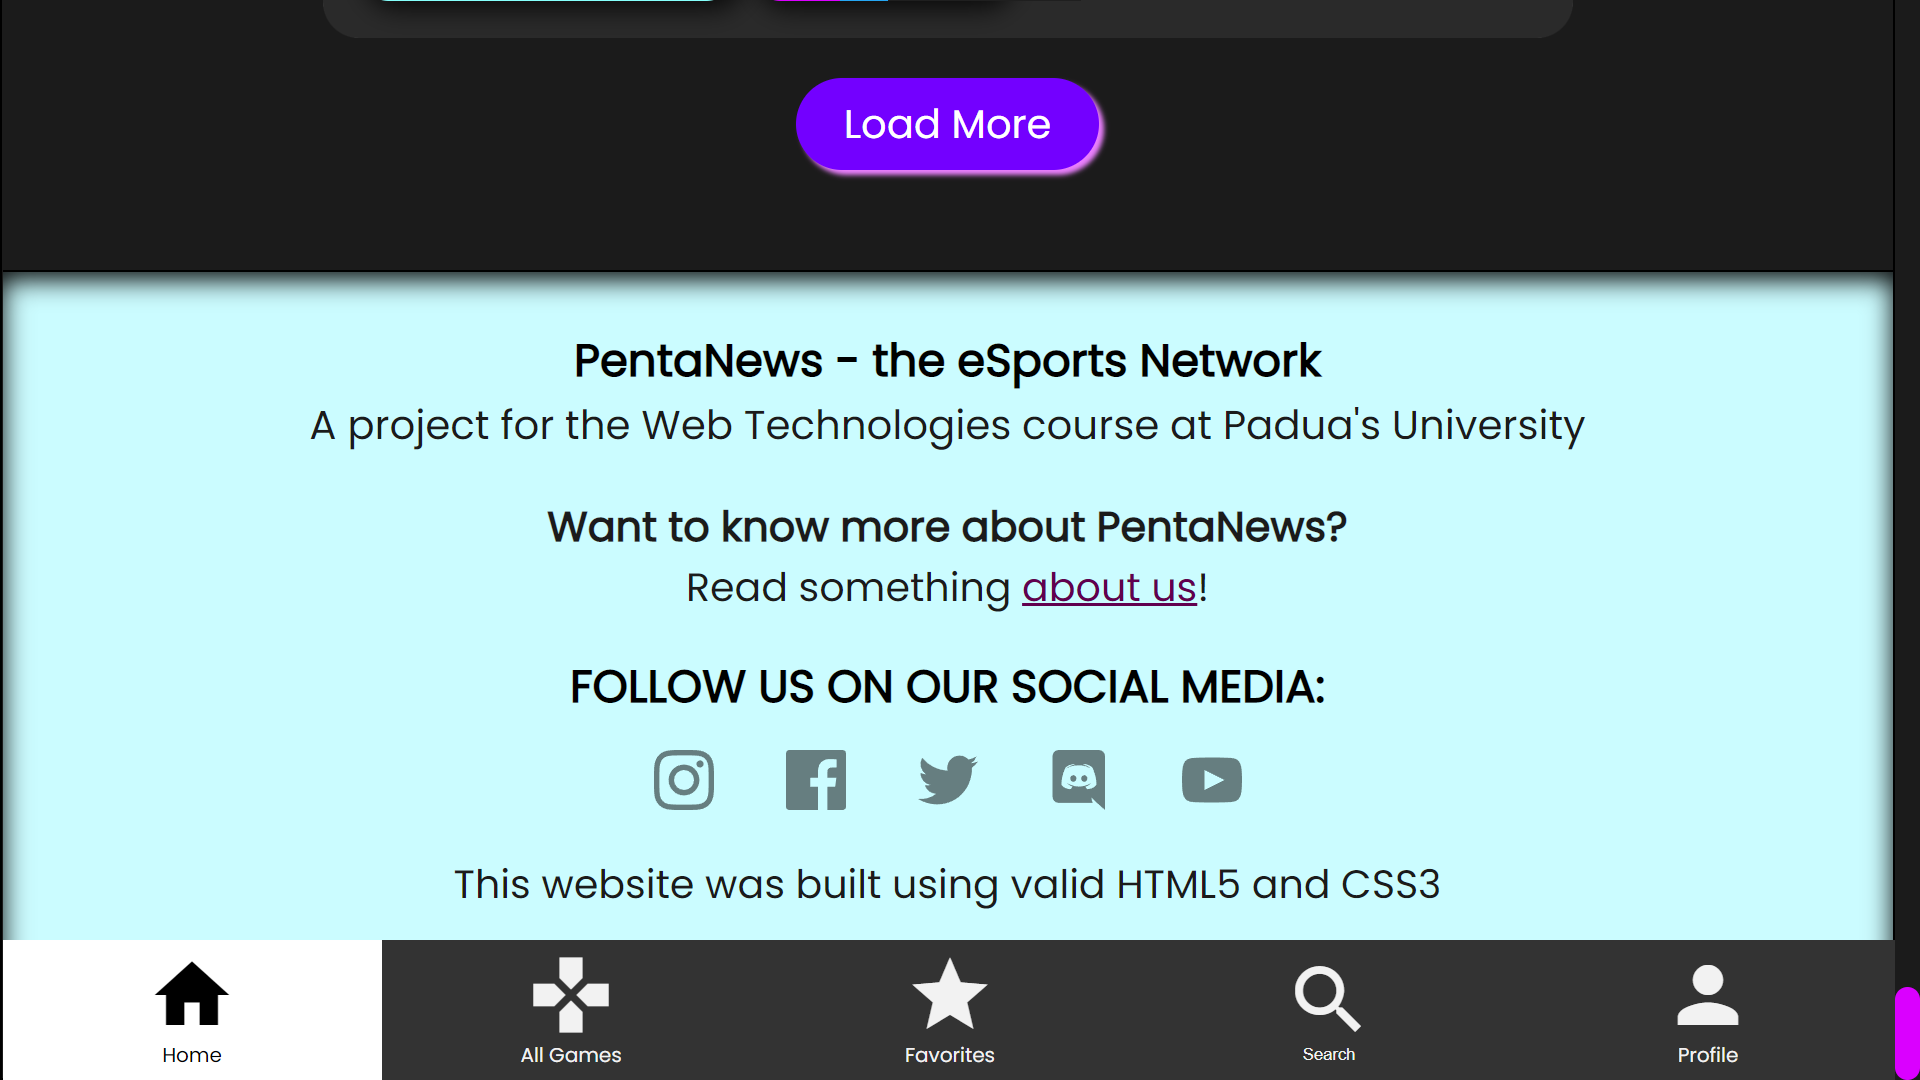 Load More
PentaNews - the eSports Network
A project for the Web Technologies course at Padua's University
Want to know more about PentaNews?
Read something about us!
FOLLOW US ON OUR SOCIAL MEDIA:
This website was built using valid HTML5 and CSS3
Home
All Games
Favorites
Search
Profile